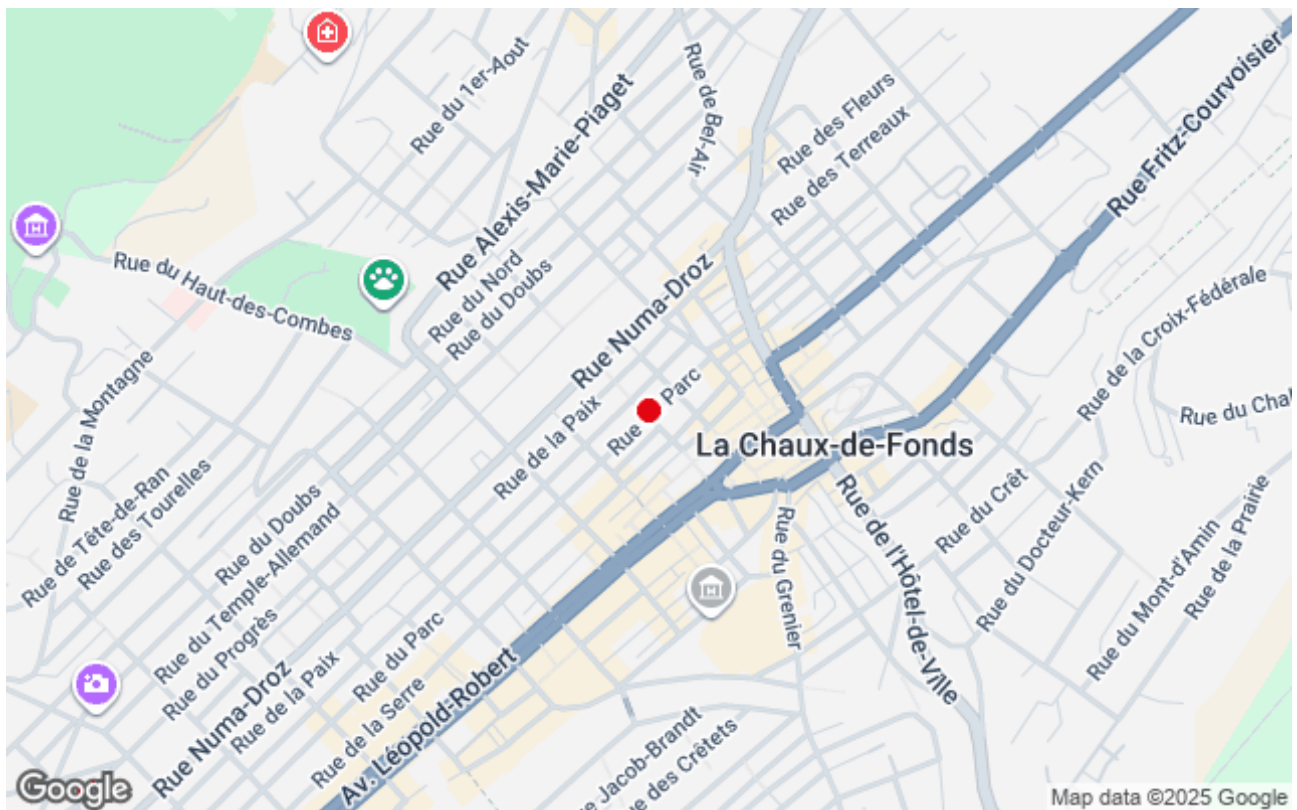 Rue du 1er-Aout
Rue de Bel-Air
Rue Fritz-Courvoisier
Rue des Fleurs
Rue Alexis-Marie-Piaget
Rue des Terreaux
Rue du Haut-des-Combes
Rue du Nord
Rue du Doubs
Rue Numa-Droz
Rue de la Croix-Fédérale
Rue de la Montagne
Rue Parc
Rue de la Paix
La Chaux-de-Fonds
Rue du
Rue de Tête-de-Ran
Rue des Tourelles
Rue du Doubs
Rue du Temple-Allemand
Rue du Progrès
Rue du Grenier
Rue de l'Hôtel-de-Ville
Rue du Crêt
Rue du Docteur-Kern
Rue du Mont-d'Amin
Rue de la Prairie
Rue du Parc
Rue Numa-Droz
Rue de la Paix
Rue de la Serre
Av. Léopold-Robert
Jacob-Brandt
des Crêtets
Google
Map data ©2025 Google